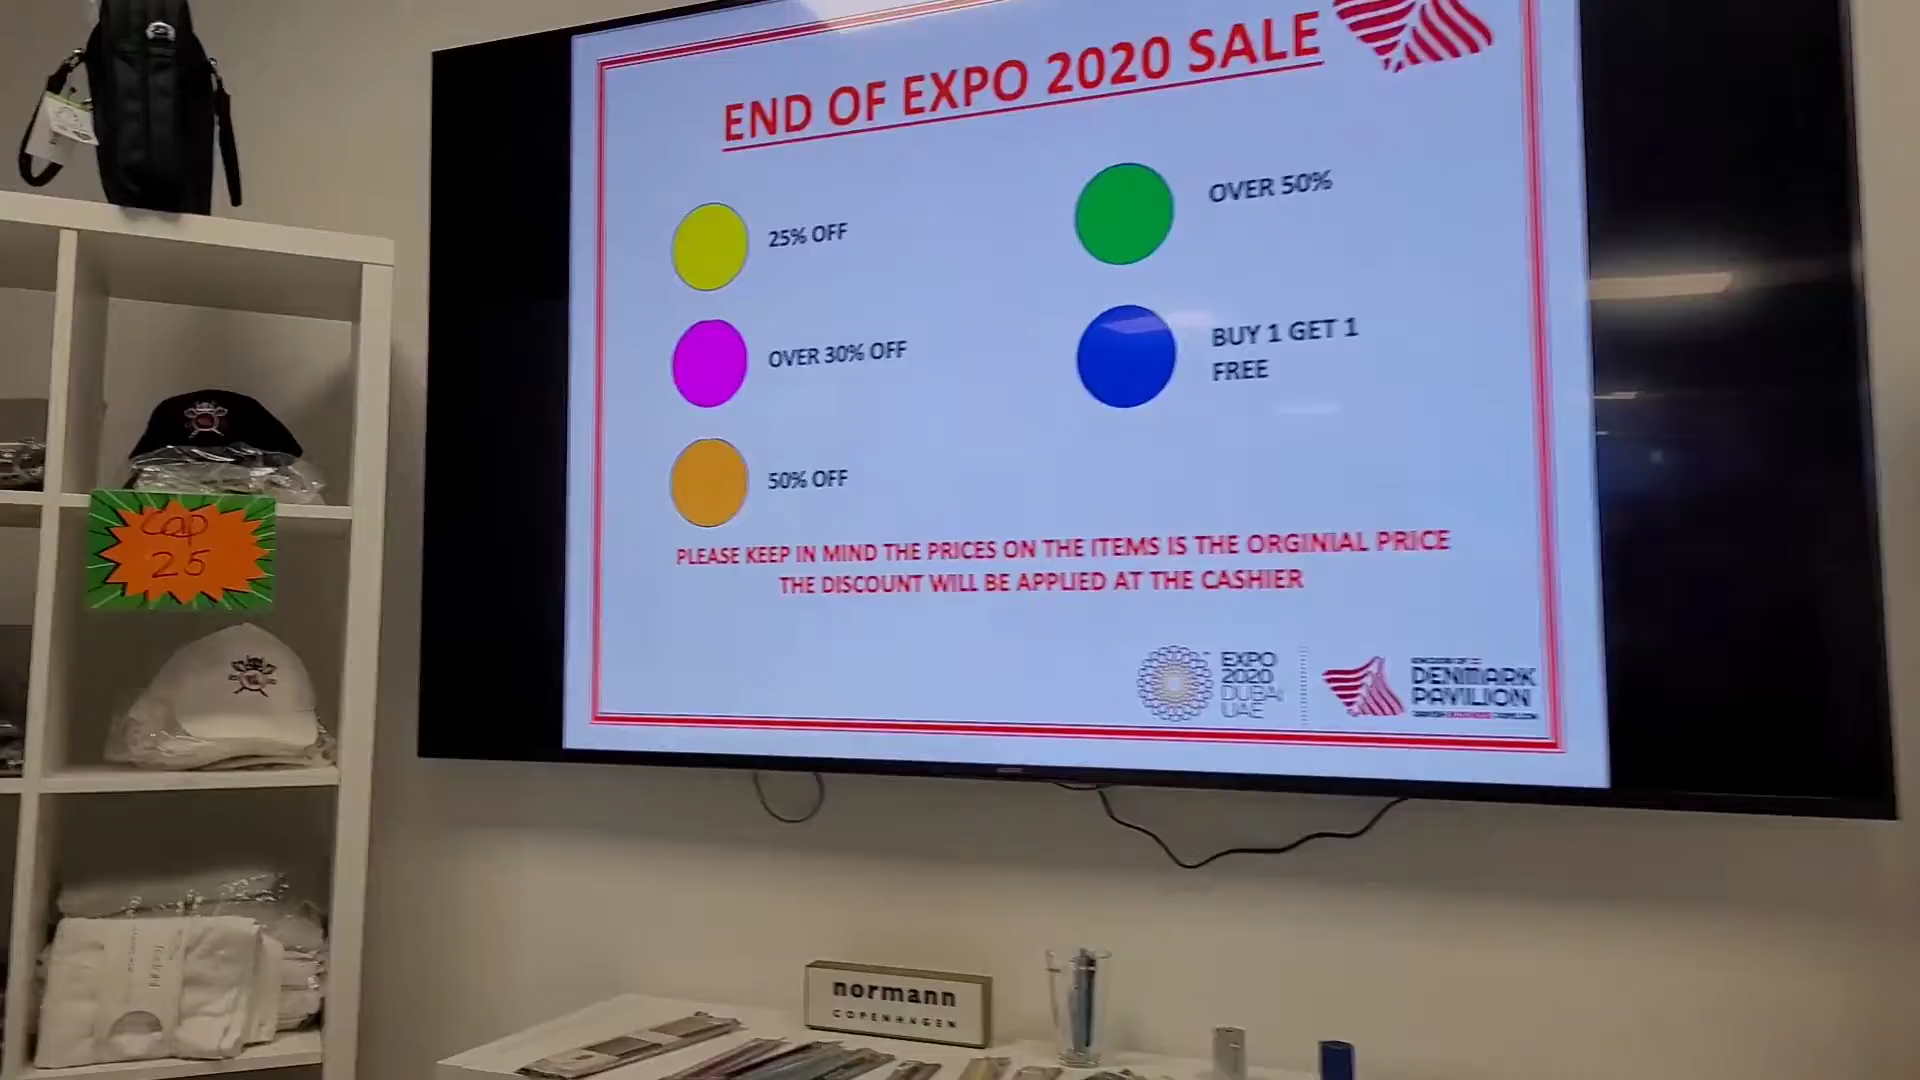 END OF EXPO 2020 SALE
25% OFF
OVER 50%
OVER 30% OFF
BUY 1 GET 1
FREE
50% OFF
PLEASE KEEP IN MIND THE PRICES ON THE ITEMS IS THE ORGINIAL PRICE
THE DISCOUNT WILL BE APPLIED AT THE CASHIER
EXPO
2020
DUBAI
UAE
DENMARK
PAVILION
Cap
25
normann
COPENHAGEN